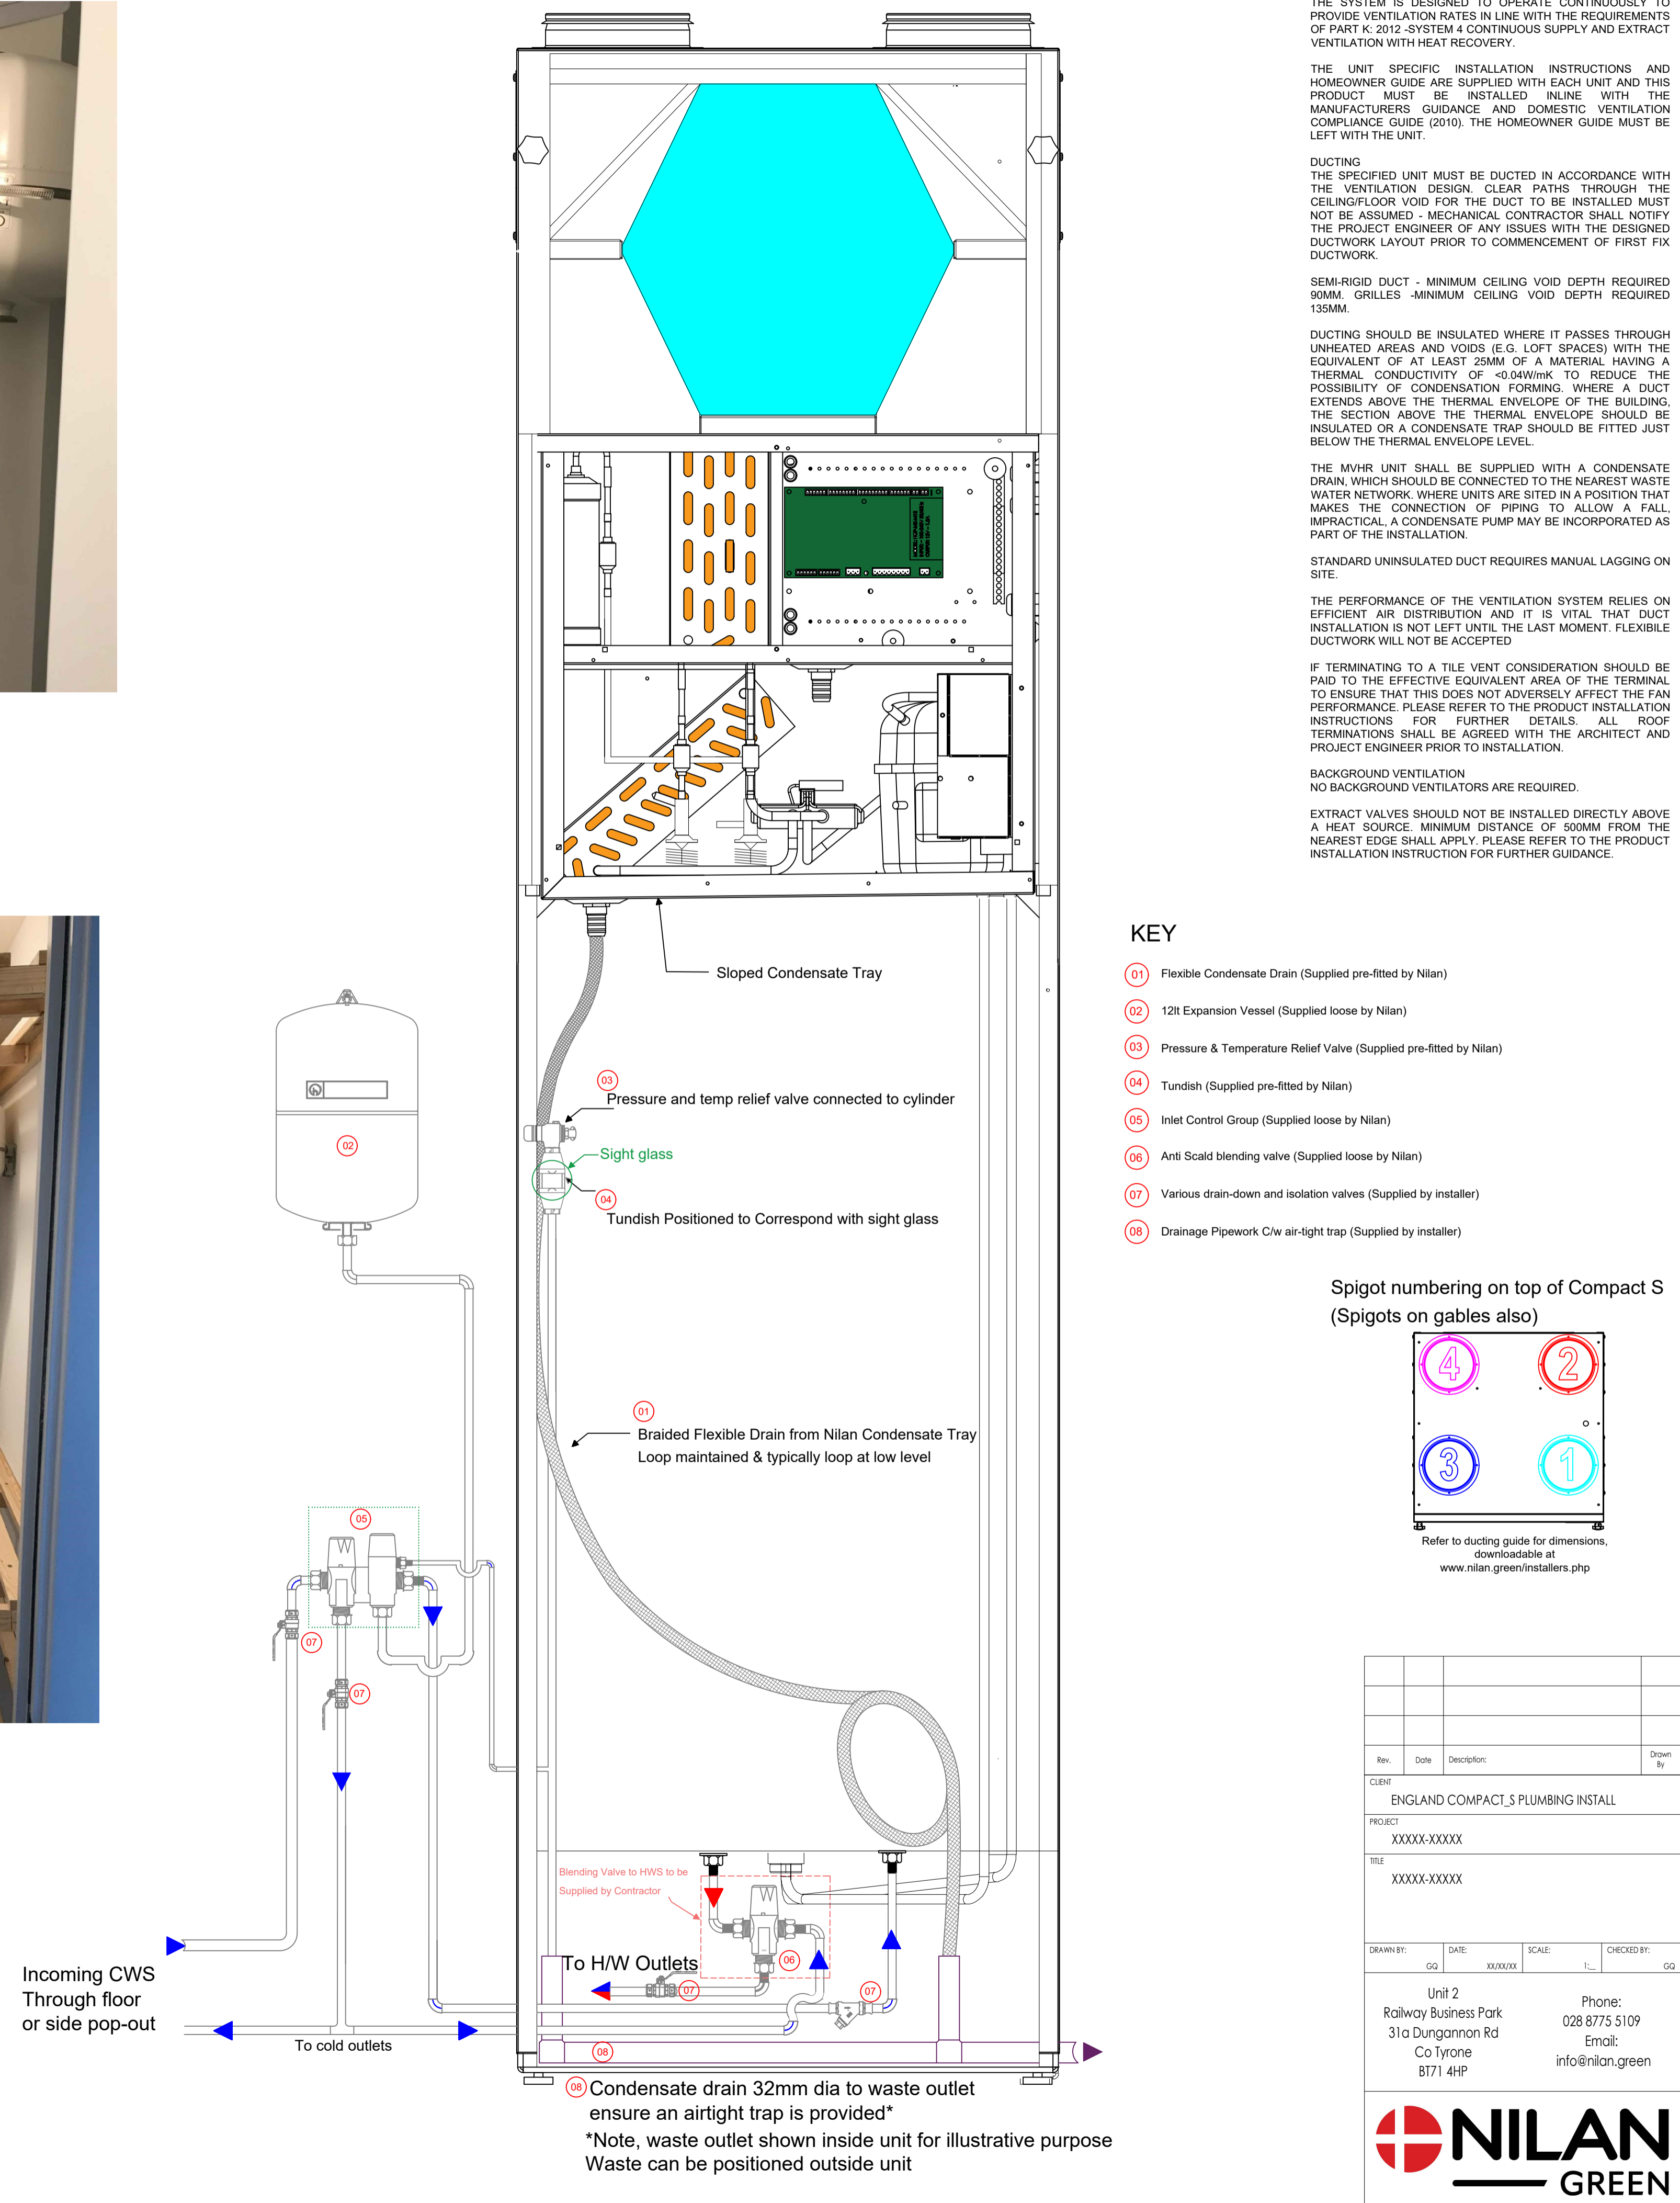 THE SYSTEM IS DESIGNED TO OPERATE CONTINUOUSLY TO
PROVIDE VENTILATION RATES IN LINE WITH THE REQUIREMENTS
OF PART K: 2012 -SYSTEM 4 CONTINUOUS SUPPLY AND EXTRACT
VENTILATION WITH HEAT RECOVERY.
THE UNIT SPECIFIC INSTALLATION INSTRUCTIONS AND
HOMEOWNER GUIDE ARE SUPPLIED WITH EACH UNIT AND THIS
PRODUCT MUST BE INSTALLED INLINE WITH THE
MANUFACTURERS GUIDANCE AND DOMESTIC VENTILATION
COMPLIANCE GUIDE (2010). THE HOMEOWNER GUIDE MUST BE
LEFT WITH THE UNIT.
DUCTING
THE SPECIFIED UNIT MUST BE DUCTED IN ACCORDANCE WITH
THE VENTILATION DESIGN. CLEAR PATHS THROUGH THE
CEILING/FLOOR VOID FOR THE DUCT TO BE INSTALLED MUST
NOT BE ASSUMED - MECHANICAL CONTRACTOR SHALL NOTIFY
THE PROJECT ENGINEER OF ANY ISSUES WITH THE DESIGNED
DUCTWORK LAYOUT PRIOR TO COMMENCEMENT OF FIRST FIX
DUCTWORK.
SEMI-RIGID DUCT - MINIMUM CEILING VOID DEPTH REQUIRED
90MM. GRILLES -MINIMUM CEILING VOID DEPTH REQUIRED
135MM.
DUCTING SHOULD BE INSULATED WHERE IT PASSES THROUGH
UNHEATED AREAS AND VOIDS (E.G. LOFT SPACES) WITH THE
EQUIVALENT OF AT LEAST 25MM OF A MATERIAL HAVING A
THERMAL CONDUCTIVITY OF <0.04W/mK TO REDUCE THE
POSSIBILITY OF CONDENSATION FORMING. WHERE A DUCT
EXTENDS ABOVE THE THERMAL ENVELOPE OF THE BUILDING,
THE SECTION ABOVE THE THERMAL ENVELOPE SHOULD BE
INSULATED OR A CONDENSATE TRAP SHOULD BE FITTED JUST
BELOW THE THERMAL ENVELOPE LEVEL.
THE MVHR UNIT SHALL BE SUPPLIED WITH A CONDENSATE
DRAIN, WHICH SHOULD BE CONNECTED TO THE NEAREST WASTE
WATER NETWORK. WHERE UNITS ARE SITED IN A POSITION THAT
MAKES THE CONNECTION OF PIPING TO ALLOW A FALL,
IMPRACTICAL, A CONDENSATE PUMP MAY BE INCORPORATED AS
PART OF THE INSTALLATION.
STANDARD UNINSULATED DUCT REQUIRES MANUAL LAGGING ON
SITE.
THE PERFORMANCE OF THE VENTILATION SYSTEM RELIES ON
EFFICIENT AIR DISTRIBUTION AND IT IS VITAL THAT DUCT
INSTALLATION IS NOT LEFT UNTIL THE LAST MOMENT. FLEXIBILE
DUCTWORK WILL NOT BE ACCEPTED
IF TERMINATING TO A TILE VENT CONSIDERATION SHOULD BE
PAID TO THE EFFECTIVE EQUIVALENT AREA OF THE TERMINAL
TO ENSURE THAT THIS DOES NOT ADVERSELY AFFECT THE FAN
PERFORMANCE. PLEASE REFER TO THE PRODUCT INSTALLATION
INSTRUCTIONS FOR FURTHER DETAILS. ALL ROOF
TERMINATIONS SHALL BE AGREED WITH THE ARCHITECT AND
PROJECT ENGINEER PRIOR TO INSTALLATION.
BACKGROUND VENTILATION
NO BACKGROUND VENTILATORS ARE REQUIRED.
EXTRACT VALVES SHOULD NOT BE INSTALLED DIRECTLY ABOVE
A HEAT SOURCE. MINIMUM DISTANCE OF 500MM FROM THE
NEAREST EDGE SHALL APPLY. PLEASE REFER TO THE PRODUCT
INSTALLATION INSTRUCTION FOR FURTHER GUIDANCE.
Sloped Condensate Tray
KEY
01 Flexible Condensate Drain (Supplied pre-fitted by Nilan)
02 12lt Expansion Vessel (Supplied loose by Nilan)
03 Pressure & Temperature Relief Valve (Supplied pre-fitted by Nilan)
04 Tundish (Supplied pre-fitted by Nilan)
05 Inlet Control Group (Supplied loose by Nilan)
06 Anti Scald blending valve (Supplied loose by Nilan)
07 Various drain-down and isolation valves (Supplied by installer)
08 Drainage Pipework C/w air-tight trap (Supplied by installer)
03
Pressure and temp relief valve connected to cylinder
02
Sight glass
04
Tundish Positioned to Correspond with sight glass
Spigot numbering on top of Compact S
(Spigots on gables also)
4 2
3 1
Refer to ducting guide for dimensions,
downloadable at
www.nilan.green/installers.php
01
Braided Flexible Drain from Nilan Condensate Tray
Loop maintained & typically loop at low level
05
07
07
Blending Valve to HWS to be
Supplied by Contractor
To H/W Outlets
06
07
07
Incoming CWS
Through floor
or side pop-out
To cold outlets
08
08 Condensate drain 32mm dia to waste outlet
ensure an airtight trap is provided*
*Note, waste outlet shown inside unit for illustrative purpose
Waste can be positioned outside unit
Rev. Date Description: Drawn
By
CLIENT
ENGLAND COMPACT_S PLUMBING INSTALL
PROJECT
XXXXX-XXXXX
TITLE
XXXXX-XXXXX
DRAWN BY: DATE: SCALE: CHECKED BY:
GQ XX/XX/XX 1:__ GQ
Unit 2
Railway Business Park
31a Dungannon Rd
Co Tyrone
BT71 4HP
Phone:
028 8775 5109
Email:
info@nilan.green
NILAN
GREEN